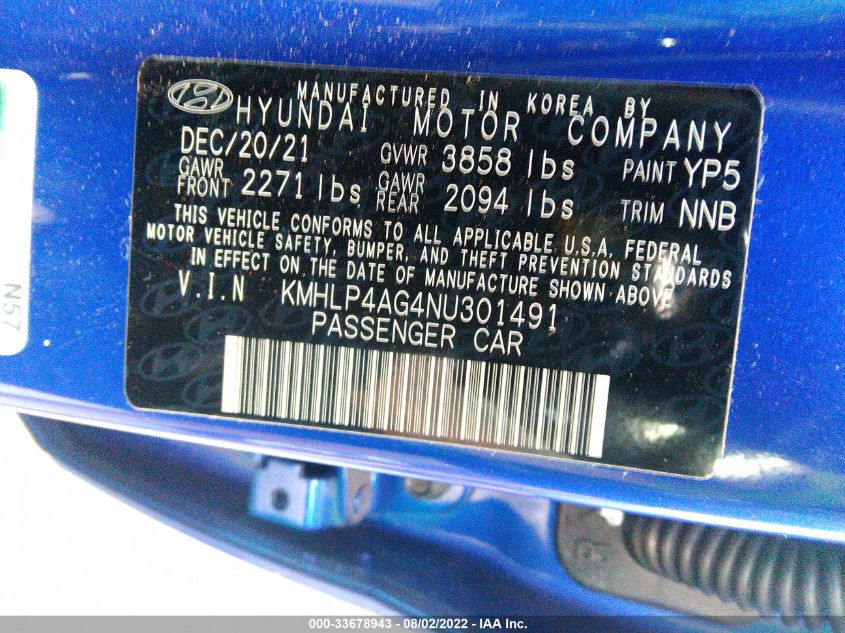 MANUFACTURED IN KOREA BY
HYUNDAI MOTOR COMPANY
DEC/20/21 GVWR 3858 lbs PAINT YP5
GAWR FRONT 2271 lbs GAWR REAR 2094 lbs TRIM NNB
THIS VEHICLE CONFORMS TO ALL APPLICABLE U.S.A. FEDERAL
MOTOR VEHICLE SAFETY, BUMPER, AND THEFT PREVENTION STANDARDS
IN EFFECT ON THE DATE OF MANUFACTURE SHOWN ABOVE
V.I.N KMHLP4AG4NU301491
PASSENGER CAR
N57
000-33678943 - 08/02/2022 - IAA Inc.